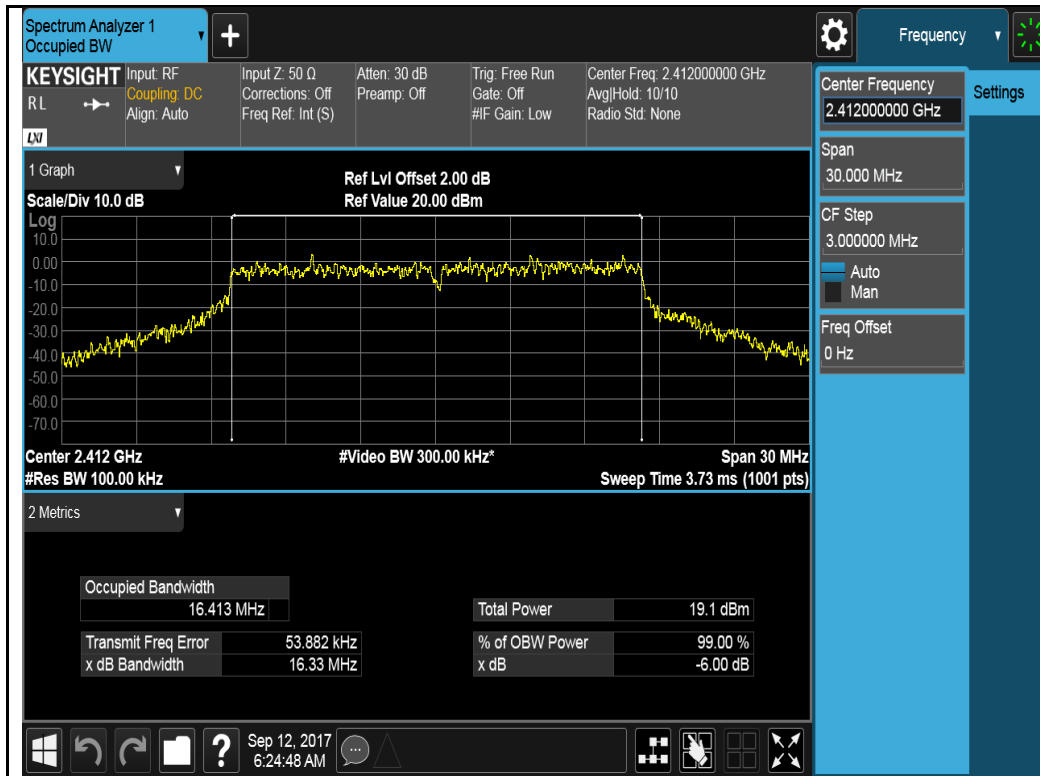 Spectrum Analyzer 1
Occupied BW
+
Frequency
KEYSIGHT
R L
LXI
Input: RF
Coupling: DC
Align: Auto
Input Z: 50 Ω
Corrections: Off
Freq Ref: Int (S)
Atten: 30 dB
Preamp: Off
Trig: Free Run
Gate: Off
#IF Gain: Low
Center Freq: 2.412000000 GHz
Avg|Hold: 10/10
Radio Std: None
Center Frequency
2.412000000 GHz
Settings
Span
30.000 MHz
CF Step
3.000000 MHz
Auto
Man
Freq Offset
0 Hz
1 Graph
Ref Lvl Offset 2.00 dB
Scale/Div 10.0 dB
Ref Value 20.00 dBm
Log
10.0
0.00
-10.0
-20.0
-30.0
-40.0
-50.0
-60.0
-70.0
Center 2.412 GHz
#Video BW 300.00 kHz*
Span 30 MHz
#Res BW 100.00 kHz
Sweep Time 3.73 ms (1001 pts)
2 Metrics
Occupied Bandwidth
16.413 MHz
Total Power 19.1 dBm
Transmit Freq Error 53.882 kHz
% of OBW Power 99.00 %
x dB Bandwidth 16.33 MHz
x dB -6.00 dB
?
Sep 12, 2017
6:24:48 AM